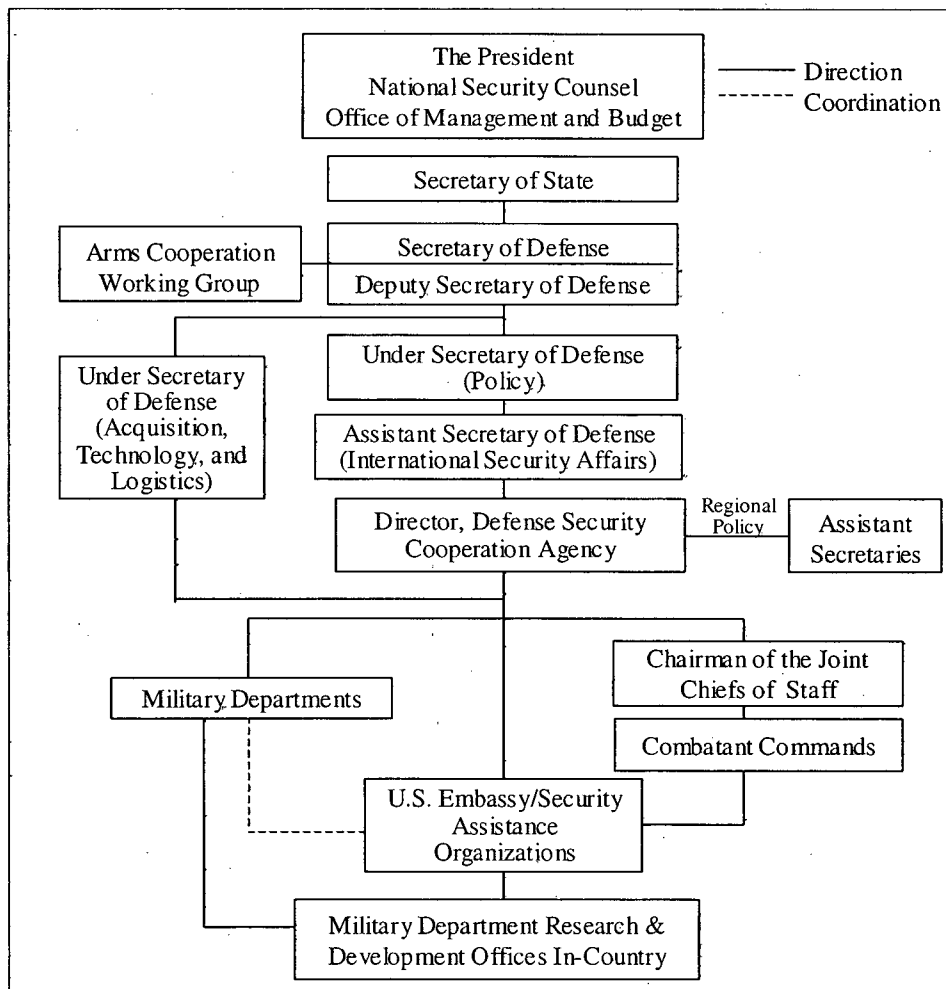 The President
National Security Counsel
Office of Management and Budget
Direction
Coordination
Secretary of State
Arms Cooperation
Working Group
Secretary of Defense
Deputy Secretary of Defense
Under Secretary
of Defense
(Acquisition,
Technology, and
Logistics)
Under Secretary of Defense
(Policy)
Assistant Secretary of Defense
(International Security Affairs)
Director, Defense Security
Cooperation Agency
Regional
Policy
Assistant
Secretaries
Military Departments
Chairman of the Joint
Chiefs of Staff
Combatant Commands
U.S. Embassy/Security
Assistance
Organizations
Military Department Research &
Development Offices In-Country